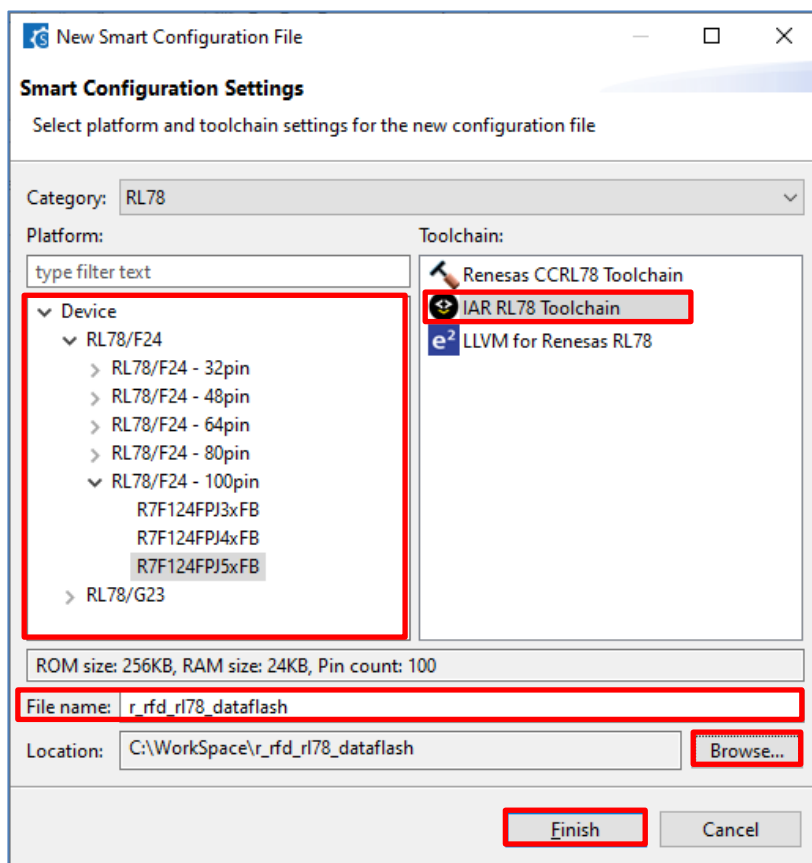 New Smart Configuration File
Smart Configuration Settings
Select platform and toolchain settings for the new configuration file
Category: RL78
Platform:
Toolchain:
type filter text
Device
RL78/F24
RL78/F24 - 32pin
RL78/F24 - 48pin
RL78/F24 - 64pin
RL78/F24 - 80pin
RL78/F24 - 100pin
R7F124FPJ3xFB
R7F124FPJ4xFB
R7F124FPJ5xFB
RL78/G23
Renesas CCRL78 Toolchain
IAR RL78 Toolchain
e² LLVM for Renesas RL78
ROM size: 256KB, RAM size: 24KB, Pin count: 100
File name: r_rfd_rl78_dataflash
Location: C:\WorkSpace\r_rfd_rl78_dataflash Browse...
Finish Cancel